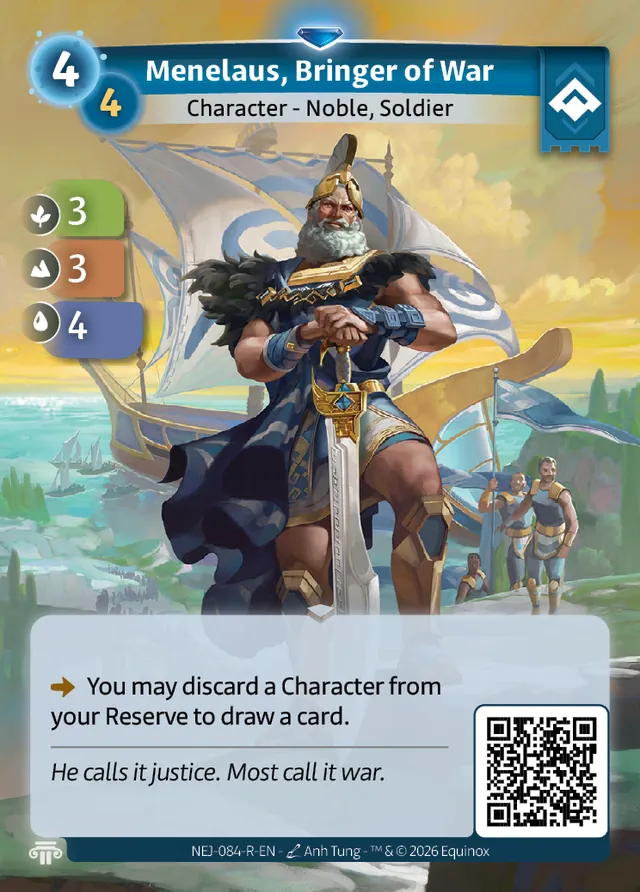 4
Menelaus, Bringer of War
4
Character - Noble, Soldier
3
3
4
You may discard a Character from
your Reserve to draw a card.
He calls it justice. Most call it war.
NEJ-084-R-EN - Anh Tung - ™ & © 2026 Equinox